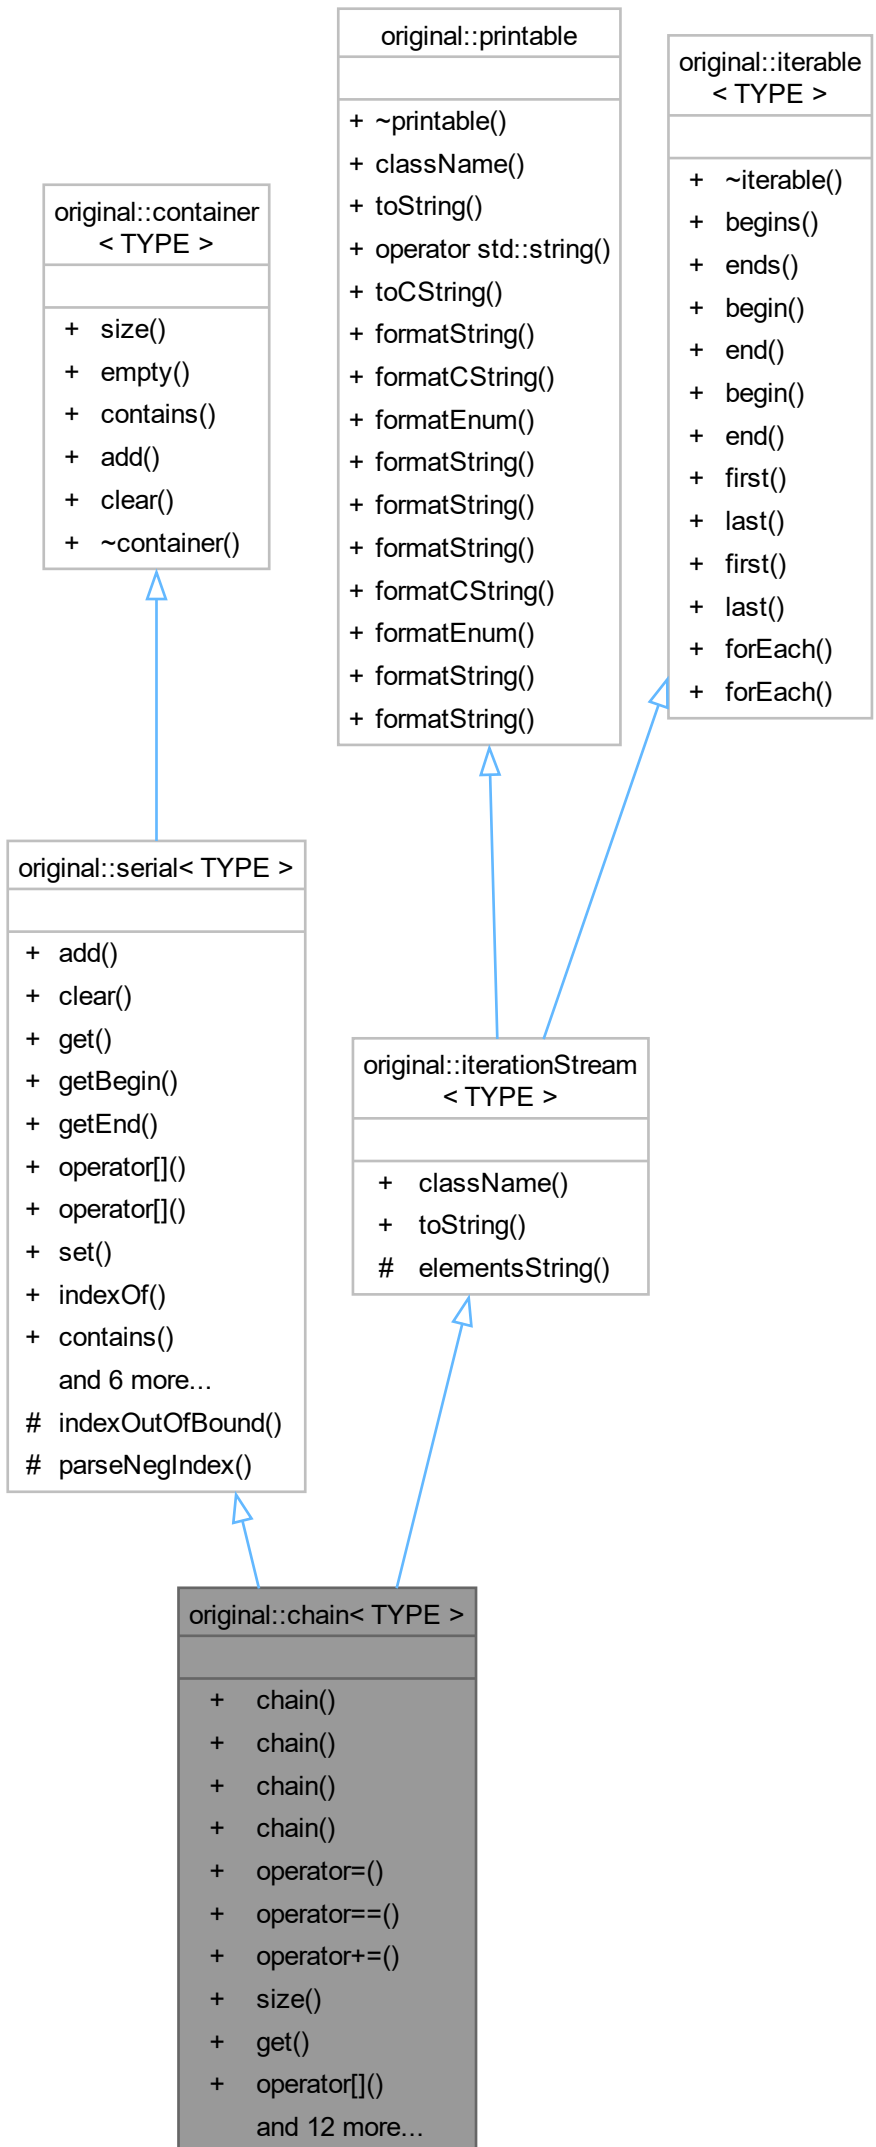 original::printable
+ ~printable()
+ className()
+ toString()
+ operator std::string()
+ toCString()
+ formatString()
+ formatCString()
+ formatEnum()
+ formatString()
+ formatString()
+ formatString()
+ formatCString()
+ formatEnum()
+ formatString()
+ formatString()
original::iterable
< TYPE >
+ ~iterable()
+ begins()
+ ends()
+ begin()
+ end()
+ begin()
+ end()
+ first()
+ last()
+ first()
+ last()
+ forEach()
+ forEach()
original::container
< TYPE >
+ size()
+ empty()
+ contains()
+ add()
+ clear()
+ ~container()
original::serial< TYPE >
+ add()
+ clear()
+ get()
+ getBegin()
+ getEnd()
+ operator[]()
+ operator[]()
+ set()
+ indexOf()
+ contains()
and 6 more...
# indexOutOfBound()
# parseNegIndex()
original::iterationStream
< TYPE >
+ className()
+ toString()
# elementsString()
original::chain< TYPE >
+ chain()
+ chain()
+ chain()
+ chain()
+ operator=()
+ operator==()
+ operator+=()
+ size()
+ get()
+ operator[]()
and 12 more...